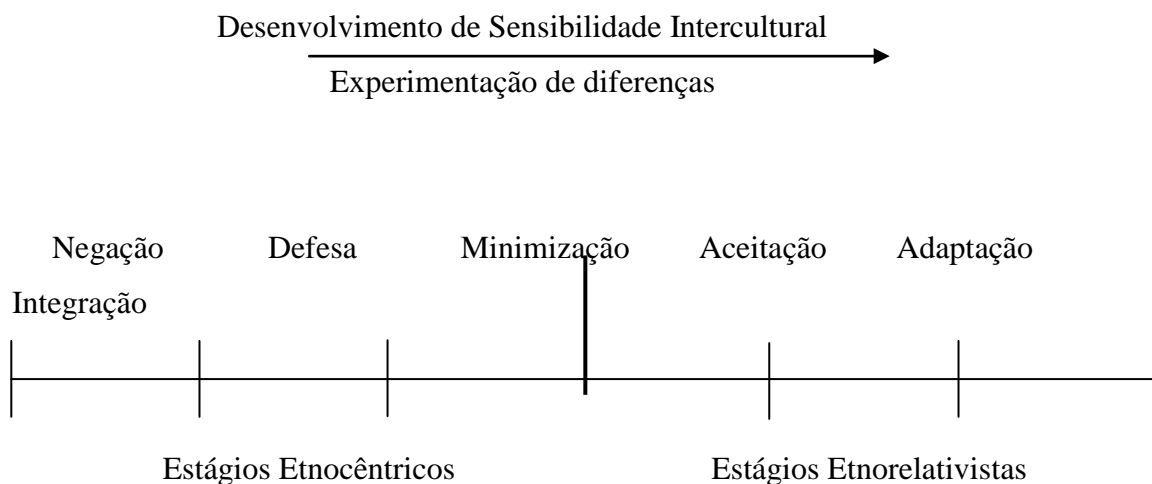 Desenvolvimento de Sensibilidade Intercultural
Experimentação de diferenças
Negação Defesa Minimização Aceitação Adaptação
Integração
Estágios Etnocêntricos Estágios Etnorelativistas